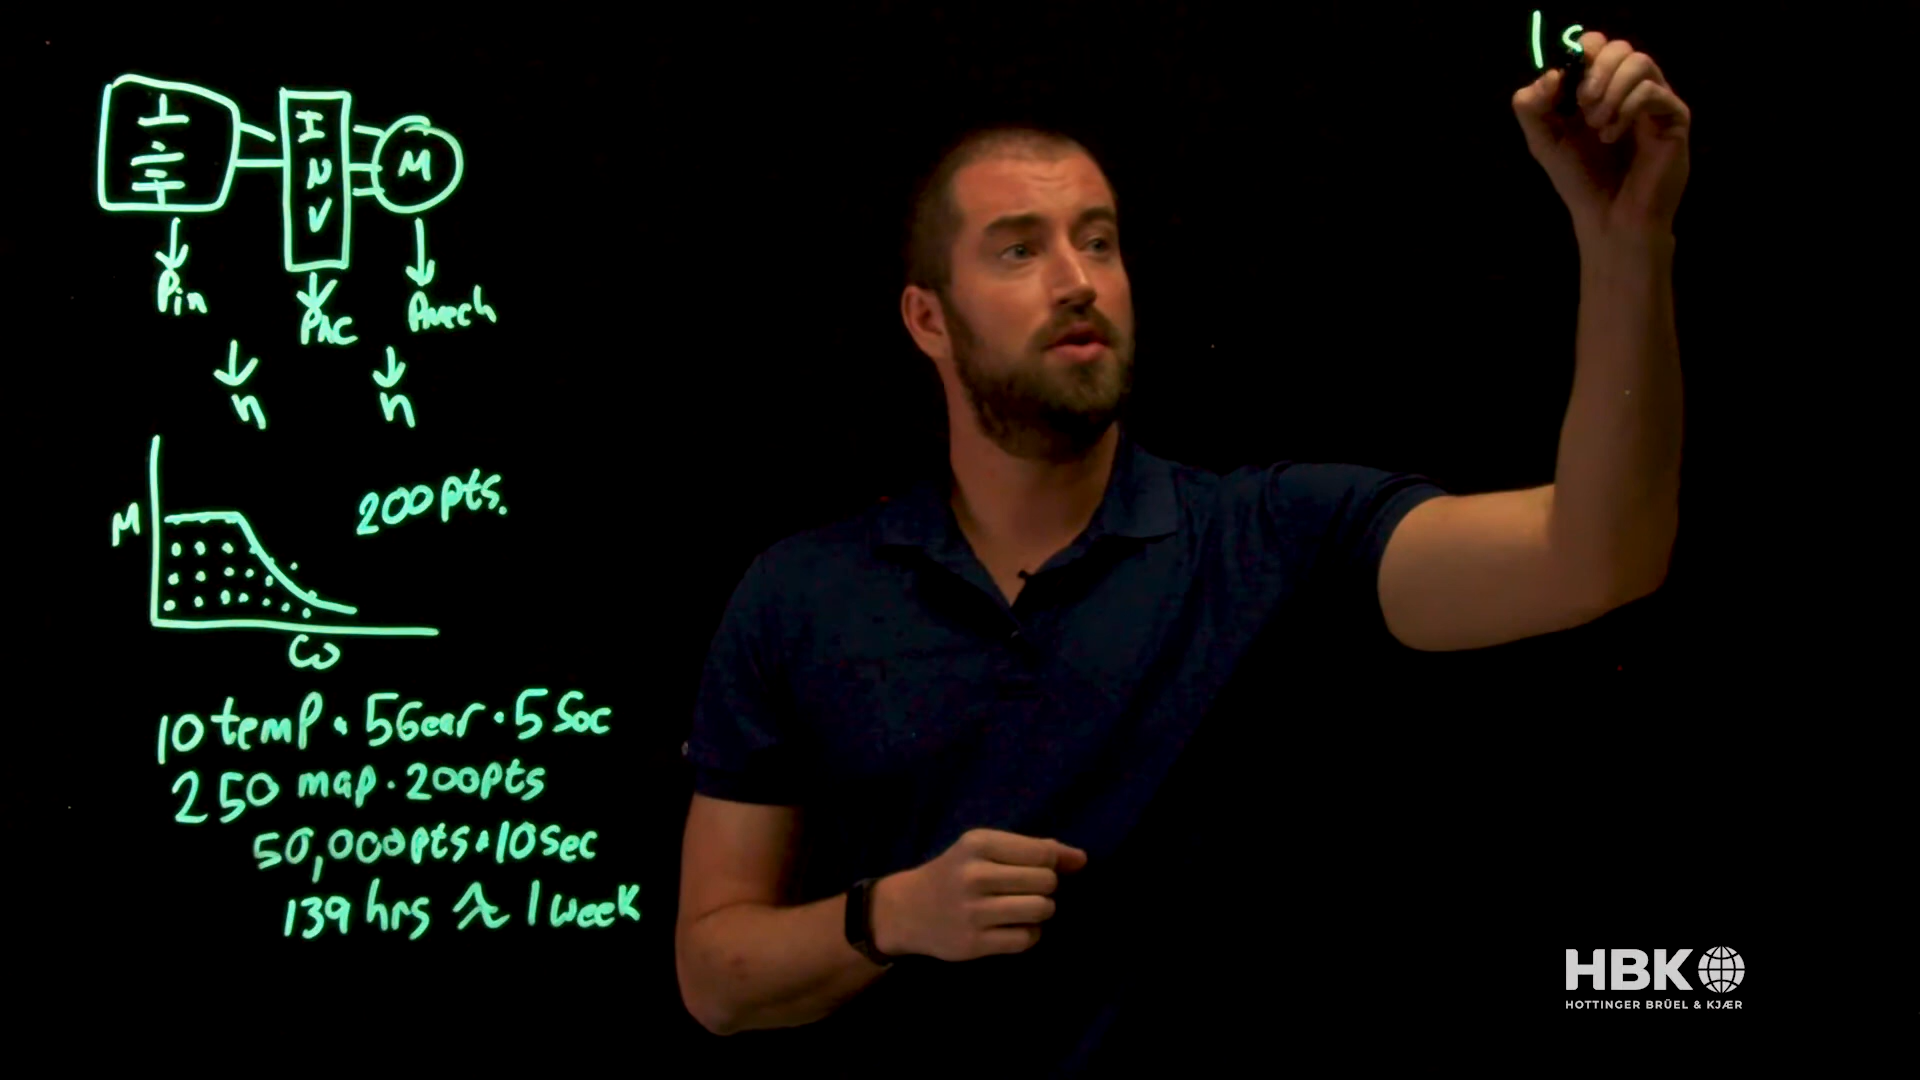 1 s
I
N
V
M
Pin
PAC
Pmech
η
η
200pts.
M
ω
10 temp · 5Gear · 5 Soc
250 map · 200pts
50,000pts · 10sec
139 hrs ≈ 1 week
HBK
HOTTINGER BRÜEL & KJÆR